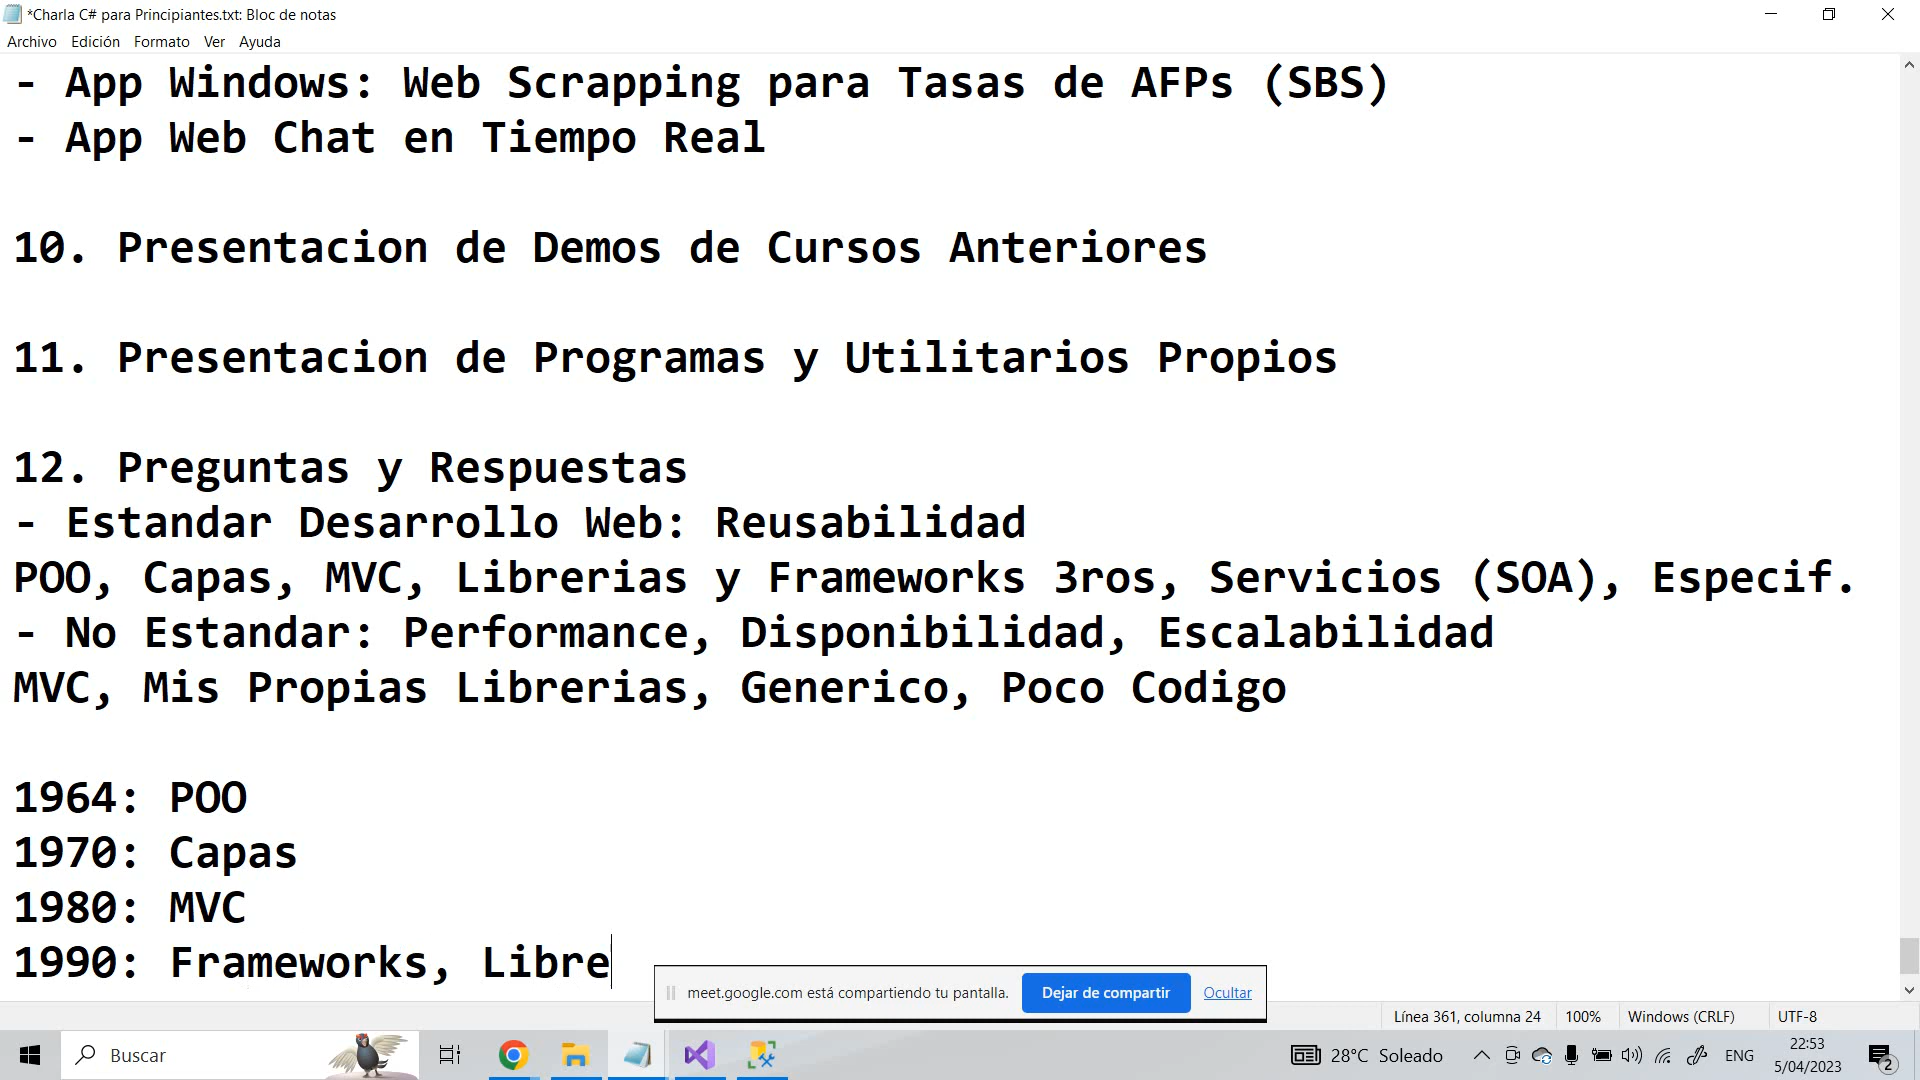 *Charla C# para Principiantes.txt: Bloc de notas
Archivo Edición Formato Ver Ayuda
- App Windows: Web Scrapping para Tasas de AFPs (SBS)
- App Web Chat en Tiempo Real
10. Presentacion de Demos de Cursos Anteriores
11. Presentacion de Programas y Utilitarios Propios
12. Preguntas y Respuestas
- Estandar Desarrollo Web: Reusabilidad
POO, Capas, MVC, Librerias y Frameworks 3ros, Servicios (SOA), Especif.
- No Estandar: Performance, Disponibilidad, Escalabilidad
MVC, Mis Propias Librerias, Generico, Poco Codigo
1964: POO
1970: Capas
1980: MVC
1990: Frameworks, Libre
meet.google.com está compartiendo tu pantalla. Dejar de compartir Ocultar
Línea 361, columna 24 100% Windows (CRLF) UTF-8
Buscar 28°C Soleado ENG 22:53
5/04/2023 2